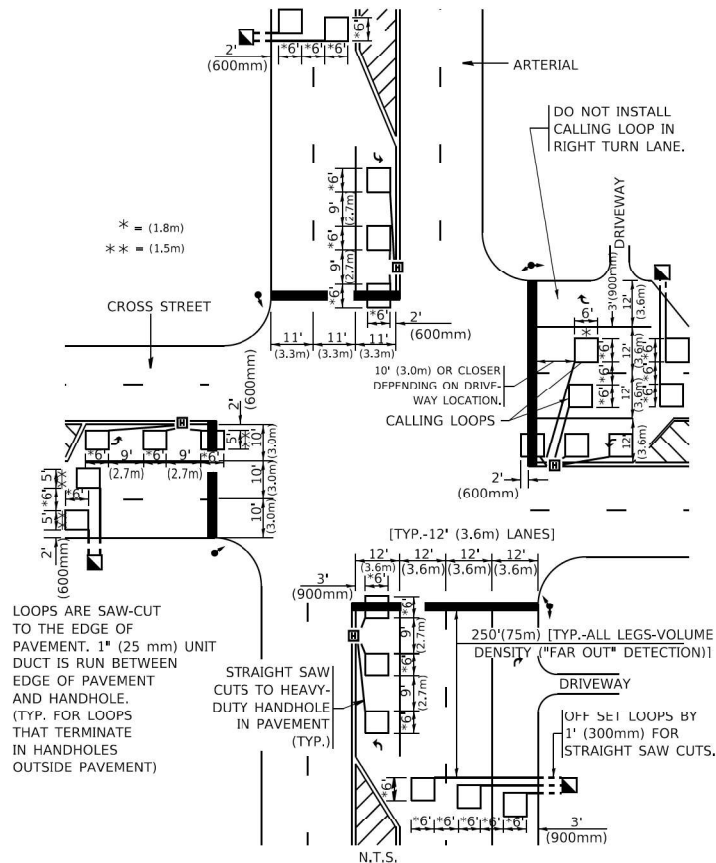 *6'
*6' *6' *6'
2'
(600mm)
ARTERIAL
DO NOT INSTALL
CALLING LOOP IN
RIGHT TURN LANE.
DRIVEWAY
* = (1.8m)
** = (1.5m)
*6'
9'
(2.7m)
*6'
9'
(2.7m)
*6'
H
*6'
2'
(600mm)
11' 11' 11'
(3.3m) (3.3m) (3.3m)
CROSS STREET
3'(900mm)
12'
(3.6m)
6'
*
*6'
*6'
*6'
12'
(3.6m)
12'
(3.6m)
12'
(3.6m)
*6'
*6'
*6'
10' (3.0m) OR CLOSER
DEPENDING ON DRIVE-
WAY LOCATION.
CALLING LOOPS
H
2'
(600mm)
2'
(600mm)
H
5'
**
10'
(3.0m)
10'
(3.0m)
10'
(3.0m)
*6' 9' *6' 9' *6'
(2.7m) (2.7m)
5'
**
*6'
*6'
5'
**
2'
(600mm)
[TYP.-12' (3.6m) LANES]
12' 12' 12' 12'
(3.6m) (3.6m) (3.6m) (3.6m)
3'
(900mm)
*6'
*6'
9'
(2.7m)
*6'
9'
(2.7m)
*6'
H
250'(75m) [TYP.-ALL LEGS-VOLUME
DENSITY ("FAR OUT" DETECTION)]
DRIVEWAY
LOOPS ARE SAW-CUT
TO THE EDGE OF
PAVEMENT. 1" (25 mm) UNIT
DUCT IS RUN BETWEEN
EDGE OF PAVEMENT
AND HANDHOLE.
(TYP. FOR LOOPS
THAT TERMINATE
IN HANDHOLES
OUTSIDE PAVEMENT)
STRAIGHT SAW
CUTS TO HEAVY-
DUTY HANDHOLE
IN PAVEMENT
(TYP.)
OFF SET LOOPS BY
1' (300mm) FOR
STRAIGHT SAW CUTS.
*6'
*6' *6' *6' *6' *6'
3'
(900mm)
N.T.S.